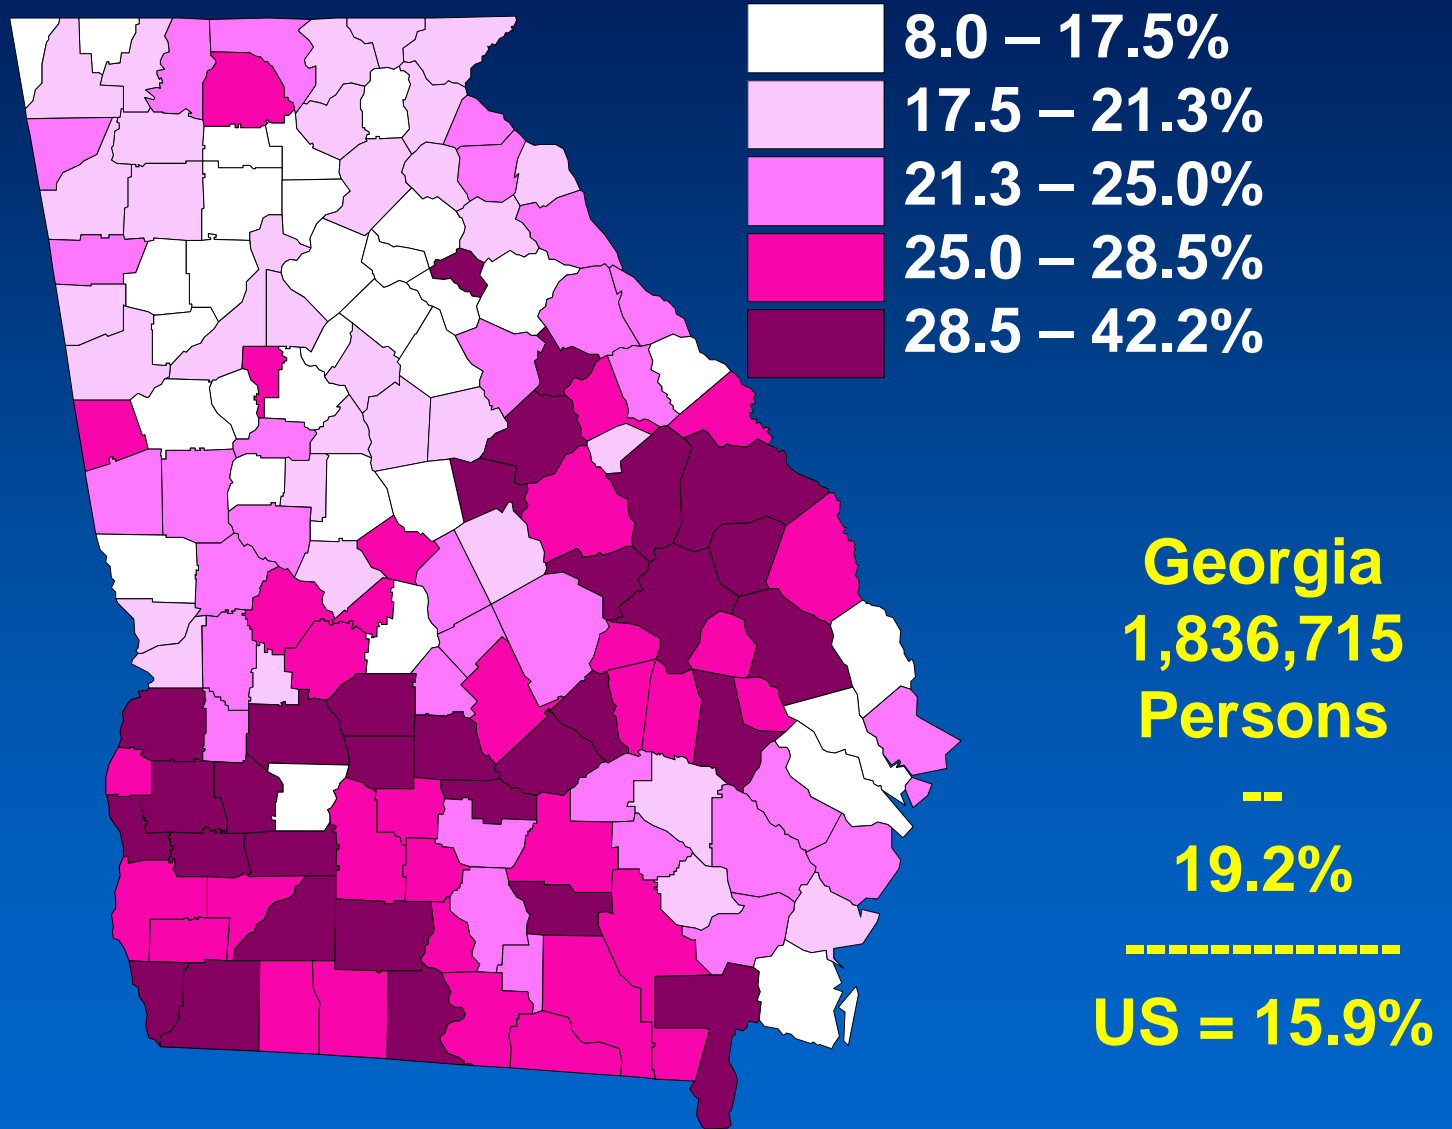 8.0 – 17.5%
17.5 – 21.3%
21.3 – 25.0%
25.0 – 28.5%
28.5 – 42.2%
Georgia
1,836,715
Persons
--
19.2%
-------------
US = 15.9%